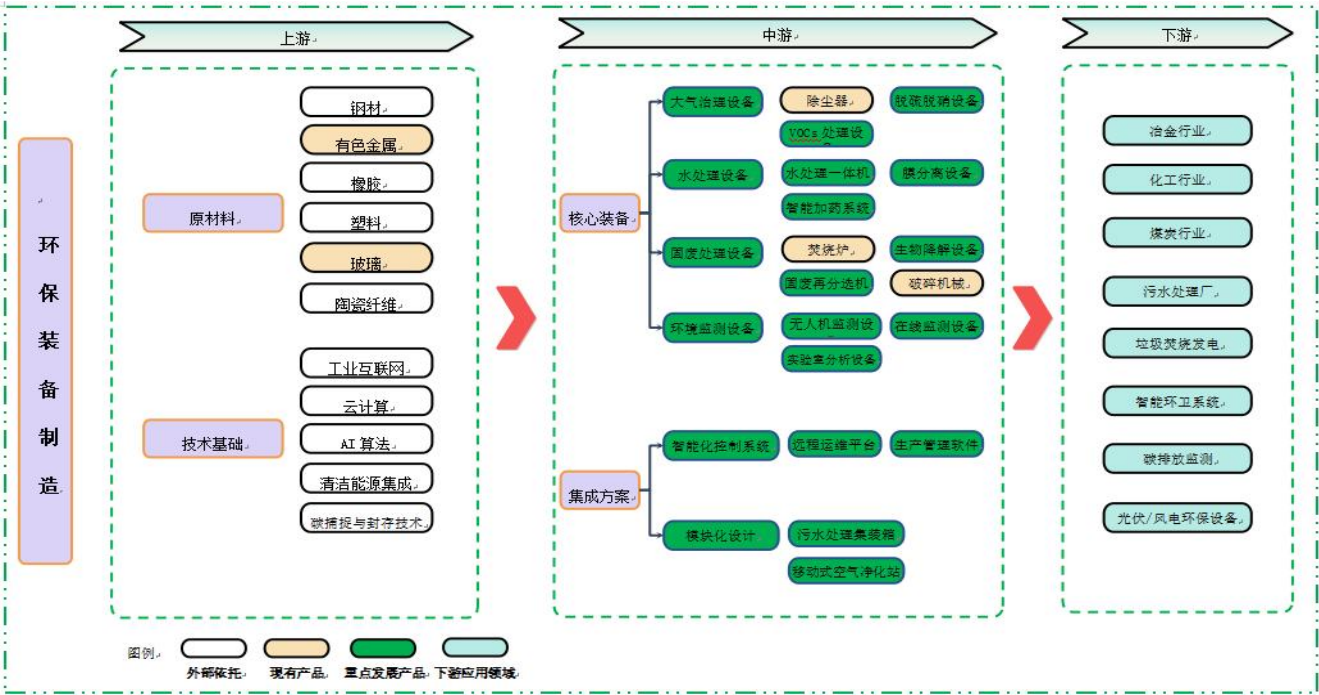 上游
中游
下游
环保装备制造
原材料
钢材
有色金属
橡胶
塑料
玻璃
陶瓷纤维
技术基础
工业互联网
云计算
AI 算法
清洁能源集成
碳捕捉与封存技术
核心装备
大气治理设备
除尘器
脱硫脱硝设备
VOCs 处理设
水处理设备
水处理一体机
膜分离设备
智能加药系统
固废处理设备
焚烧炉
生物降解设备
固废再分选机
破碎机械
环境监测设备
无人机监测设
在线监测设备
实验室分析设备
集成方案
智能化控制系统
远程运维平台
生产管理软件
模块化设计
污水处理集装箱
移动式空气净化站
冶金行业
化工行业
煤炭行业
污水处理厂
垃圾焚烧发电
智能环卫系统
碳排放监测
光伏/风电环保设备
图例
外部依托
现有产品
重点发展产品
下游应用领域